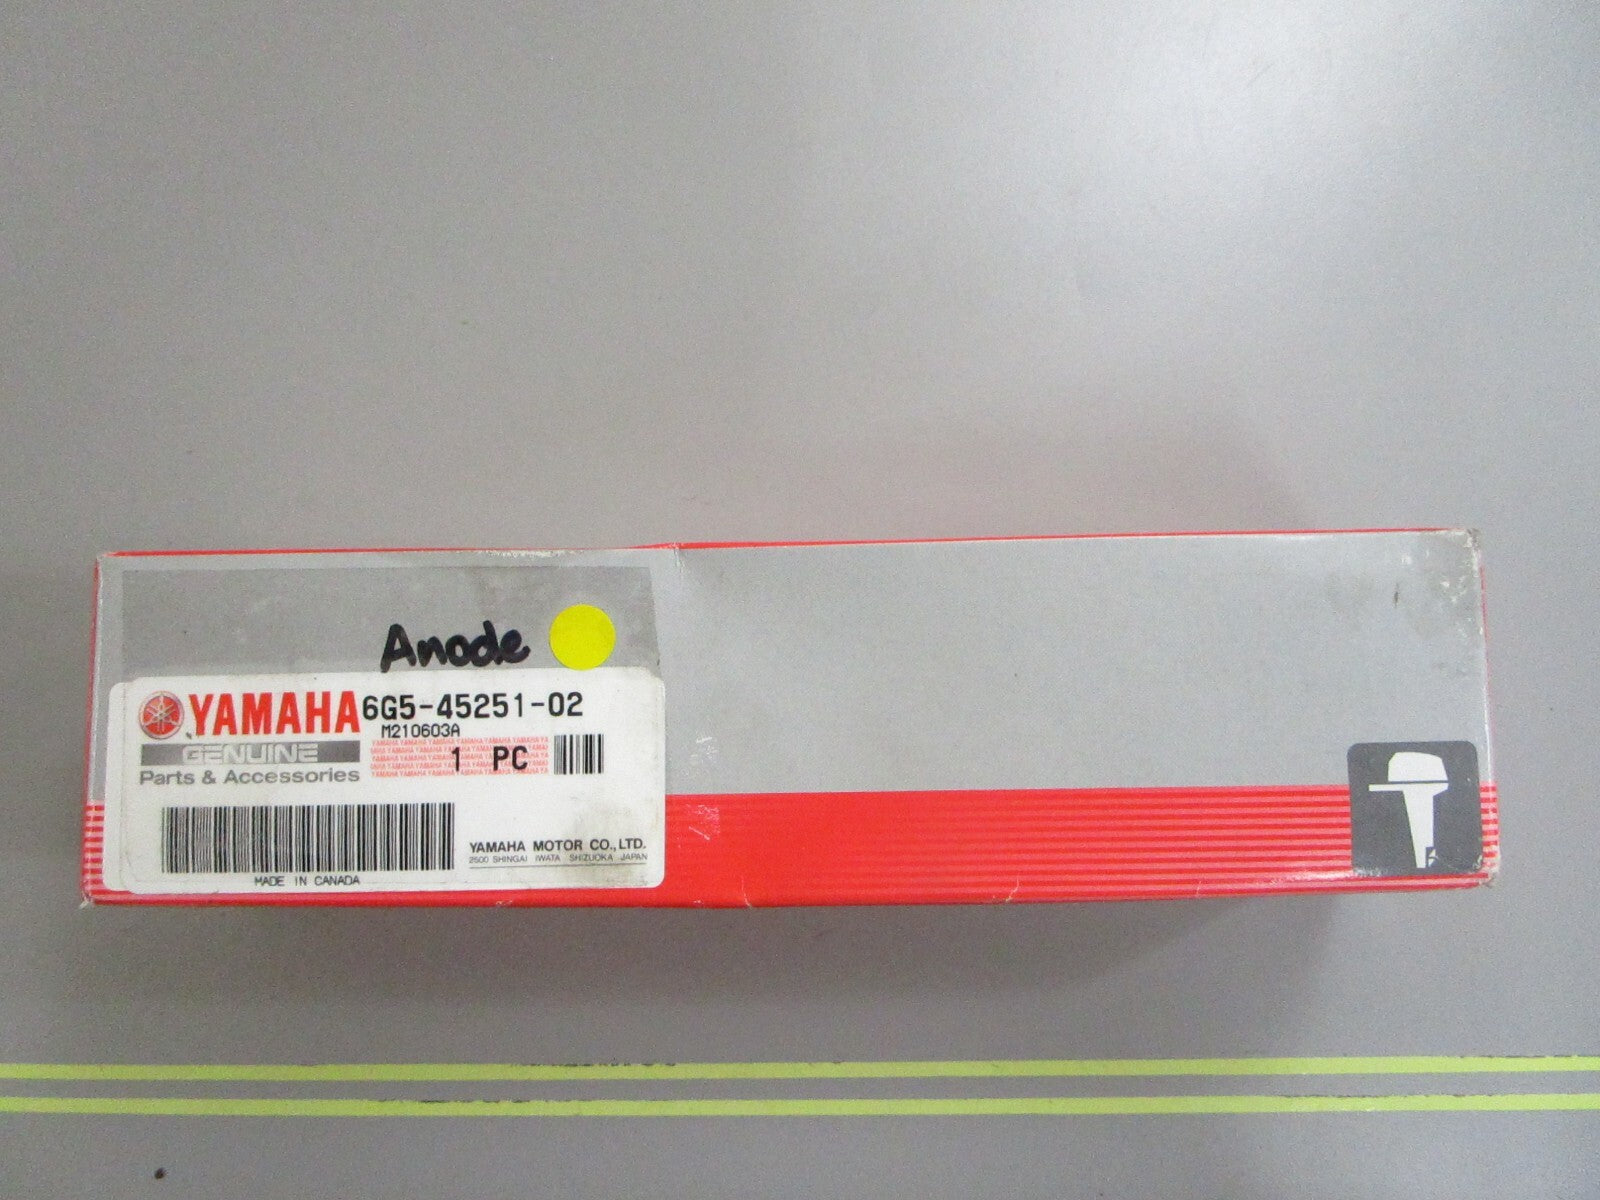 Anode
YAMAHA 6G5-45251-02
M210603A
GENUINE
1 PC
Parts & Accessories
YAMAHA MOTOR CO., LTD.
2500 SHINGAI IWATA SHIZUOKA JAPAN
MADE IN CANADA